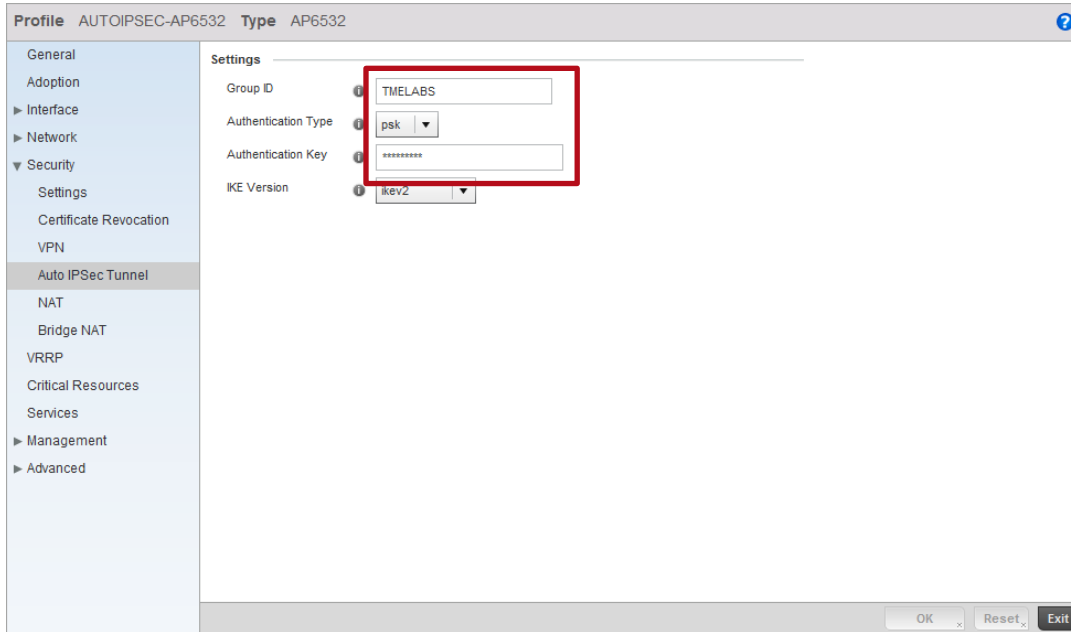 Profile AUTOIPSEC-AP6532 Type AP6532 ?
General
Adoption
Interface
Network
Security
Settings
Certificate Revocation
VPN
Auto IPSec Tunnel
NAT
Bridge NAT
VRRP
Critical Resources
Services
Management
Advanced
Settings
Group ID TMELABS
Authentication Type psk
Authentication Key *********
IKE Version ikev2
OK Reset Exit